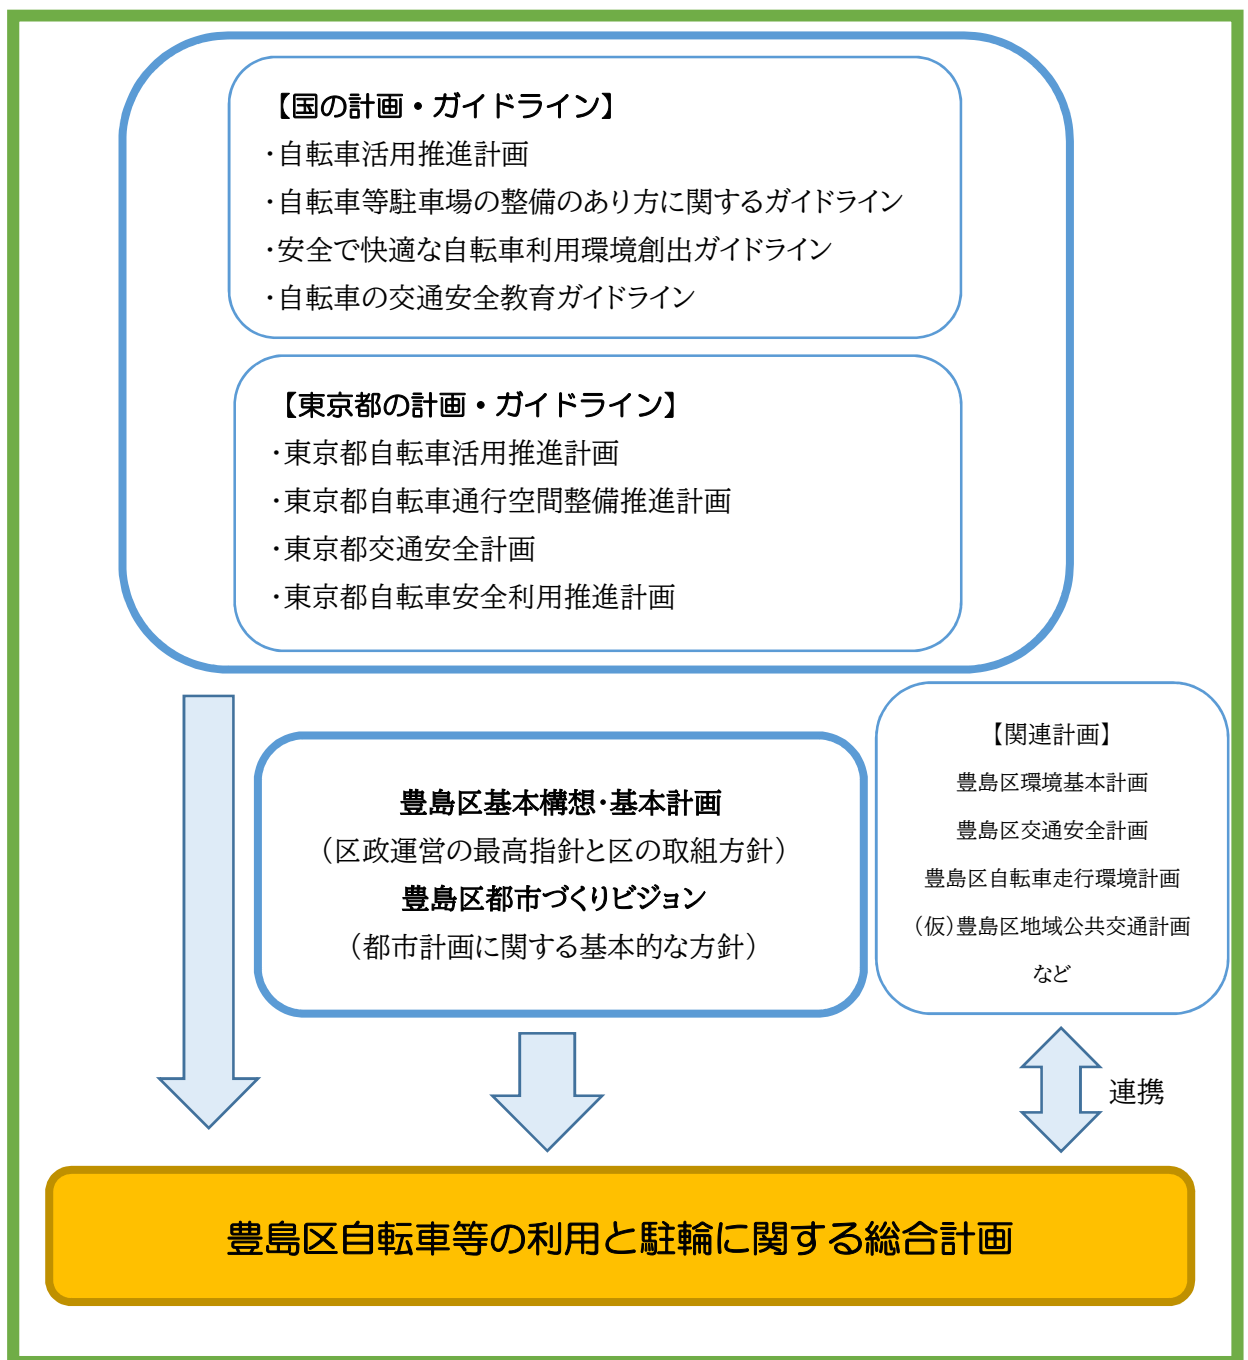 【国の計画・ガイドライン】
・自転車活用推進計画
・自転車等駐車場の整備のあり方に関するガイドライン
・安全で快適な自転車利用環境創出ガイドライン
・自転車の交通安全教育ガイドライン
【東京都の計画・ガイドライン】
・東京都自転車活用推進計画
・東京都自転車通行空間整備推進計画
・東京都交通安全計画
・東京都自転車安全利用推進計画
豊島区基本構想・基本計画
（区政運営の最高指針と区の取組方針）
豊島区都市づくりビジョン
（都市計画に関する基本的な方針）
【関連計画】
豊島区環境基本計画
豊島区交通安全計画
豊島区自転車走行環境計画
（仮）豊島区地域公共交通計画
など
連携
豊島区自転車等の利用と駐輪に関する総合計画